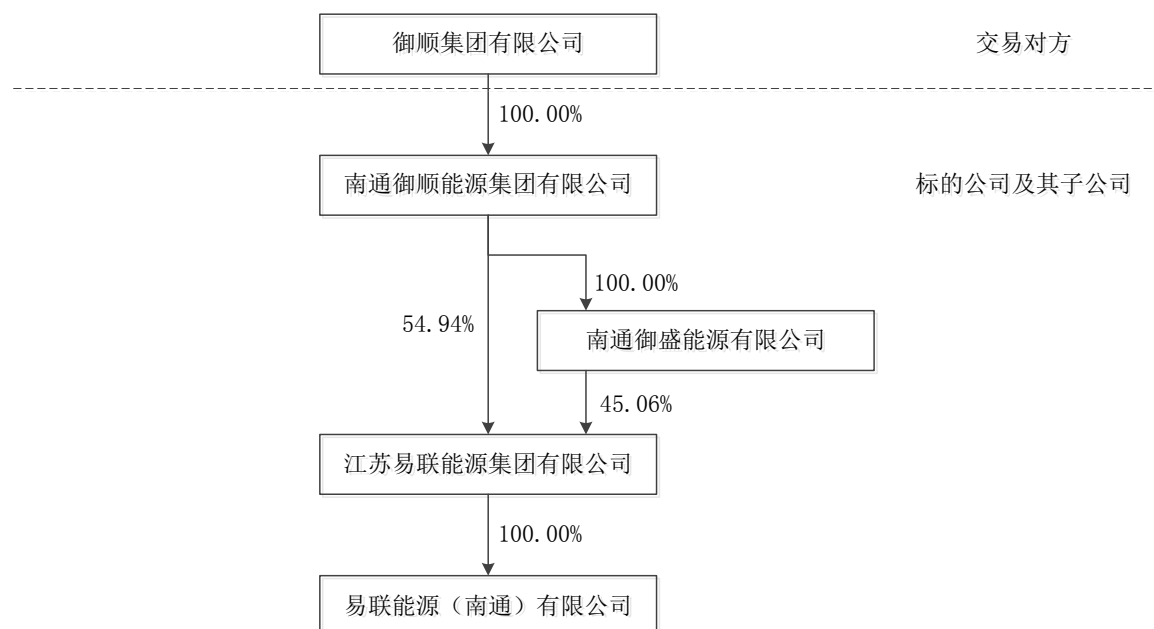 御顺集团有限公司
交易对方
100.00%
南通御顺能源集团有限公司
标的公司及其子公司
100.00%
54.94%
南通御盛能源有限公司
45.06%
江苏易联能源集团有限公司
100.00%
易联能源（南通）有限公司